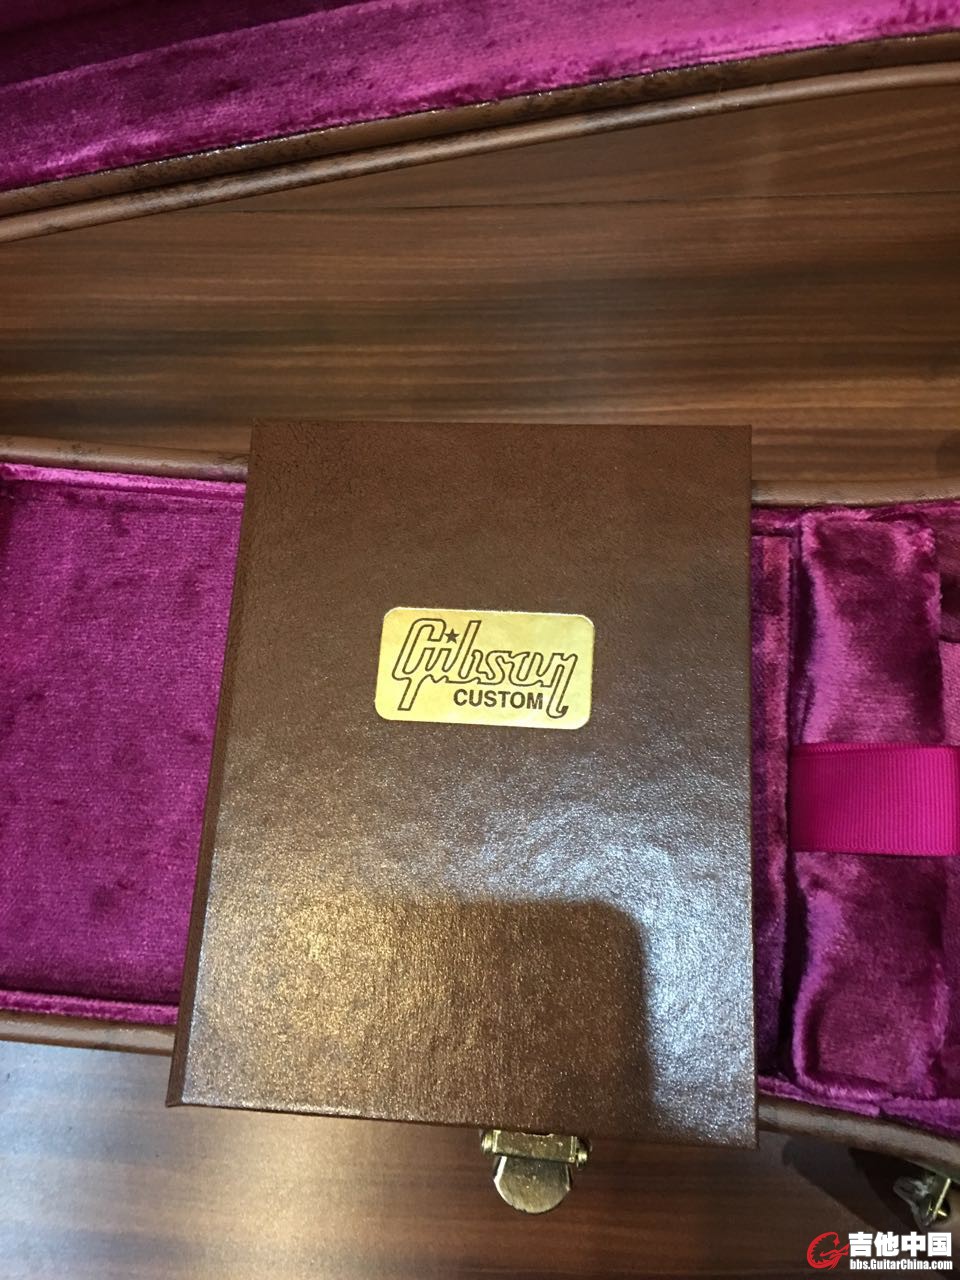 Gibson
CUSTOM
吉他中国
bbs.GuitarChina.com